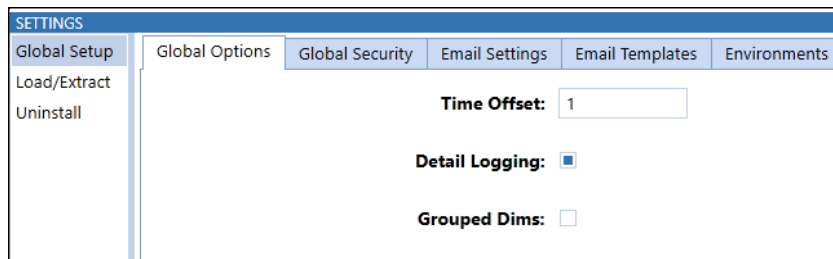 SETTINGS
Global Setup
Load/Extract
Uninstall
Global Options
Global Security
Email Settings
Email Templates
Environments
Time Offset: 1
Detail Logging:
Grouped Dims: